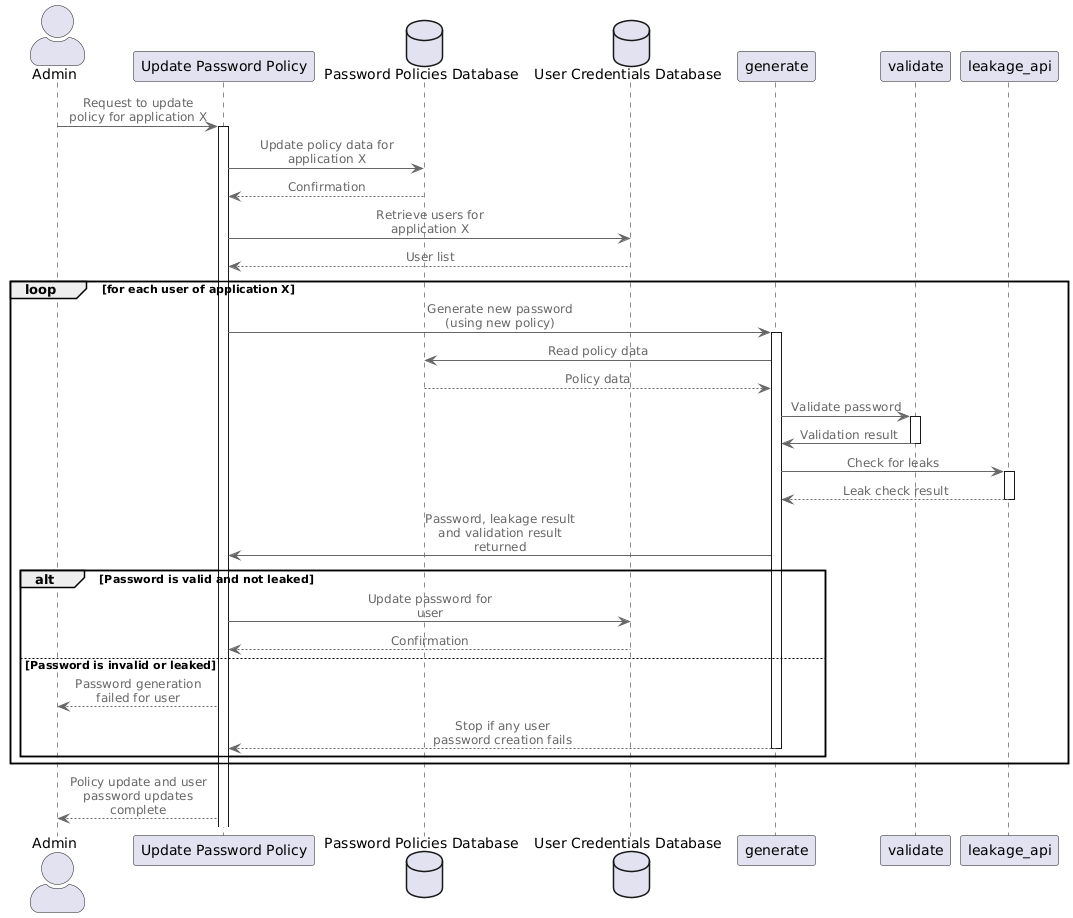 Admin
Update Password Policy
Password Policies Database
User Credentials Database
generate
validate
leakage_api
Request to update
policy for application X
Update policy data for
application X
Confirmation
Retrieve users for
application X
User list
loop
[for each user of application X]
Generate new password
(using new policy)
Read policy data
Policy data
Validate password
Validation result
Check for leaks
Leak check result
Password, leakage result
and validation result
returned
alt
[Password is valid and not leaked]
Update password for
user
Confirmation
[Password is invalid or leaked]
Password generation
failed for user
Stop if any user
password creation fails
Policy update and user
password updates
complete
Admin
Update Password Policy
Password Policies Database
User Credentials Database
generate
validate
leakage_api